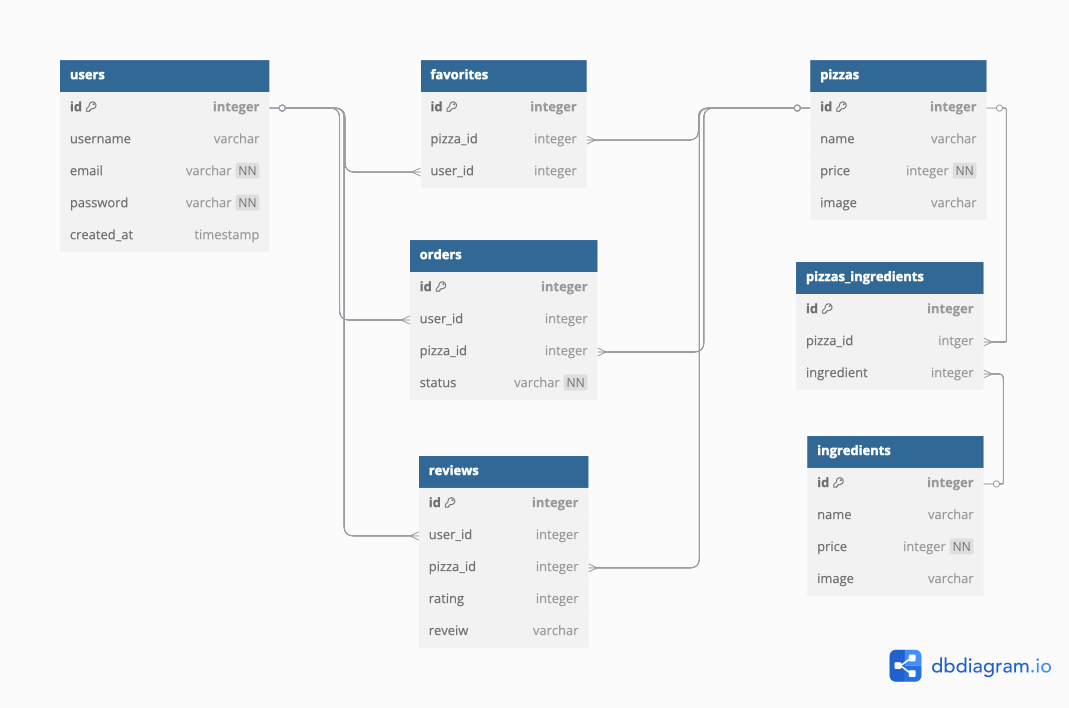 users
id integer
username varchar
email varchar NN
password varchar NN
created_at timestamp
favorites
id integer
pizza_id integer
user_id integer
orders
id integer
user_id integer
pizza_id integer
status varchar NN
reviews
id integer
user_id integer
pizza_id integer
rating integer
reveiw varchar
pizzas
id integer
name varchar
price integer NN
image varchar
pizzas_ingredients
id integer
pizza_id intger
ingredient integer
ingredients
id integer
name varchar
price integer NN
image varchar
dbdiagram.io